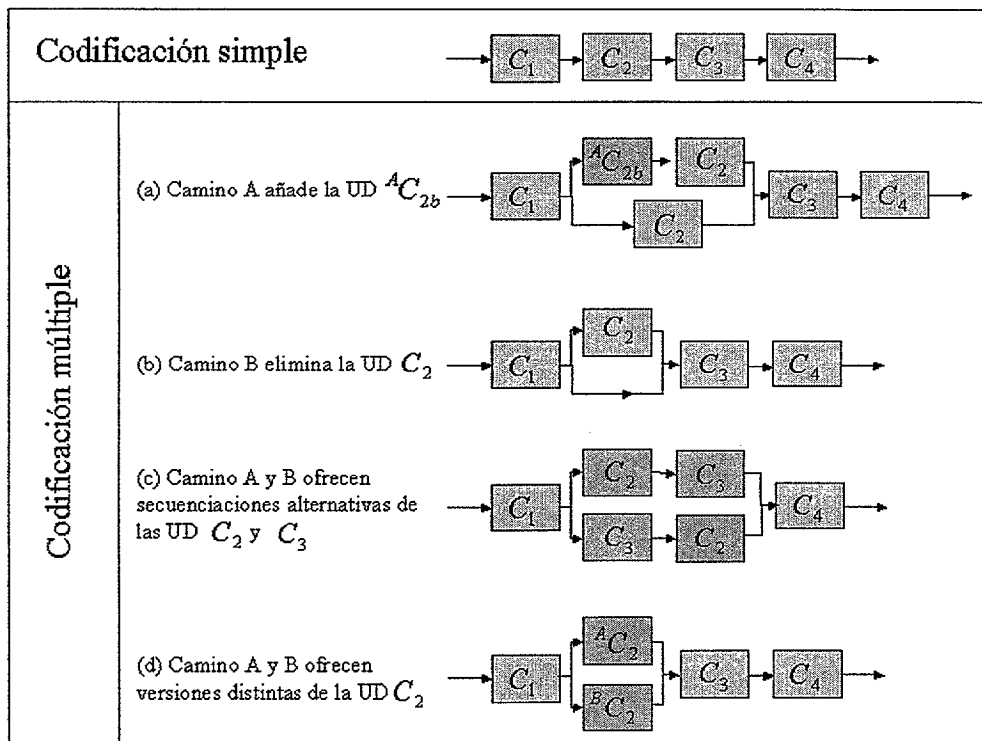 Codificación simple
C1 C2 C3 C4
Codificación múltiple
(a) Camino A añade la UD AC2b
C1 AC2b C2 C2 C3 C4
(b) Camino B elimina la UD C2
C1 C2 C3 C4
(c) Camino A y B ofrecen
secuenciaciones alternativas de
las UD C2 y C3
C1 C2 C3 C3 C2 C4
(d) Camino A y B ofrecen
versiones distintas de la UD C2
C1 AC2 BC2 C3 C4